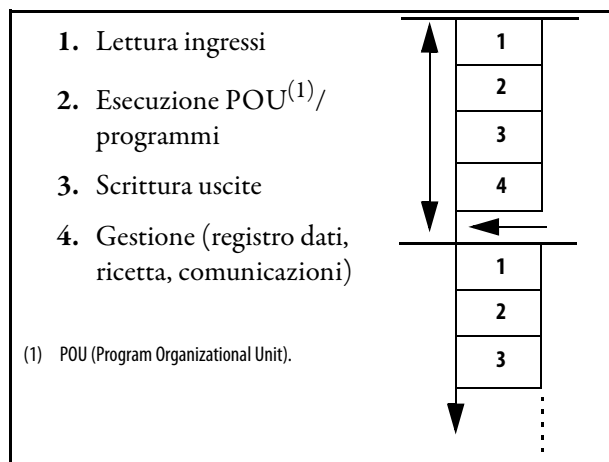 1. Lettura ingressi
2. Esecuzione POU(1)/
programmi
3. Scrittura uscite
4. Gestione (registro dati,
ricetta, comunicazioni)
(1) POU (Program Organizational Unit).
1
2
3
4
1
2
3